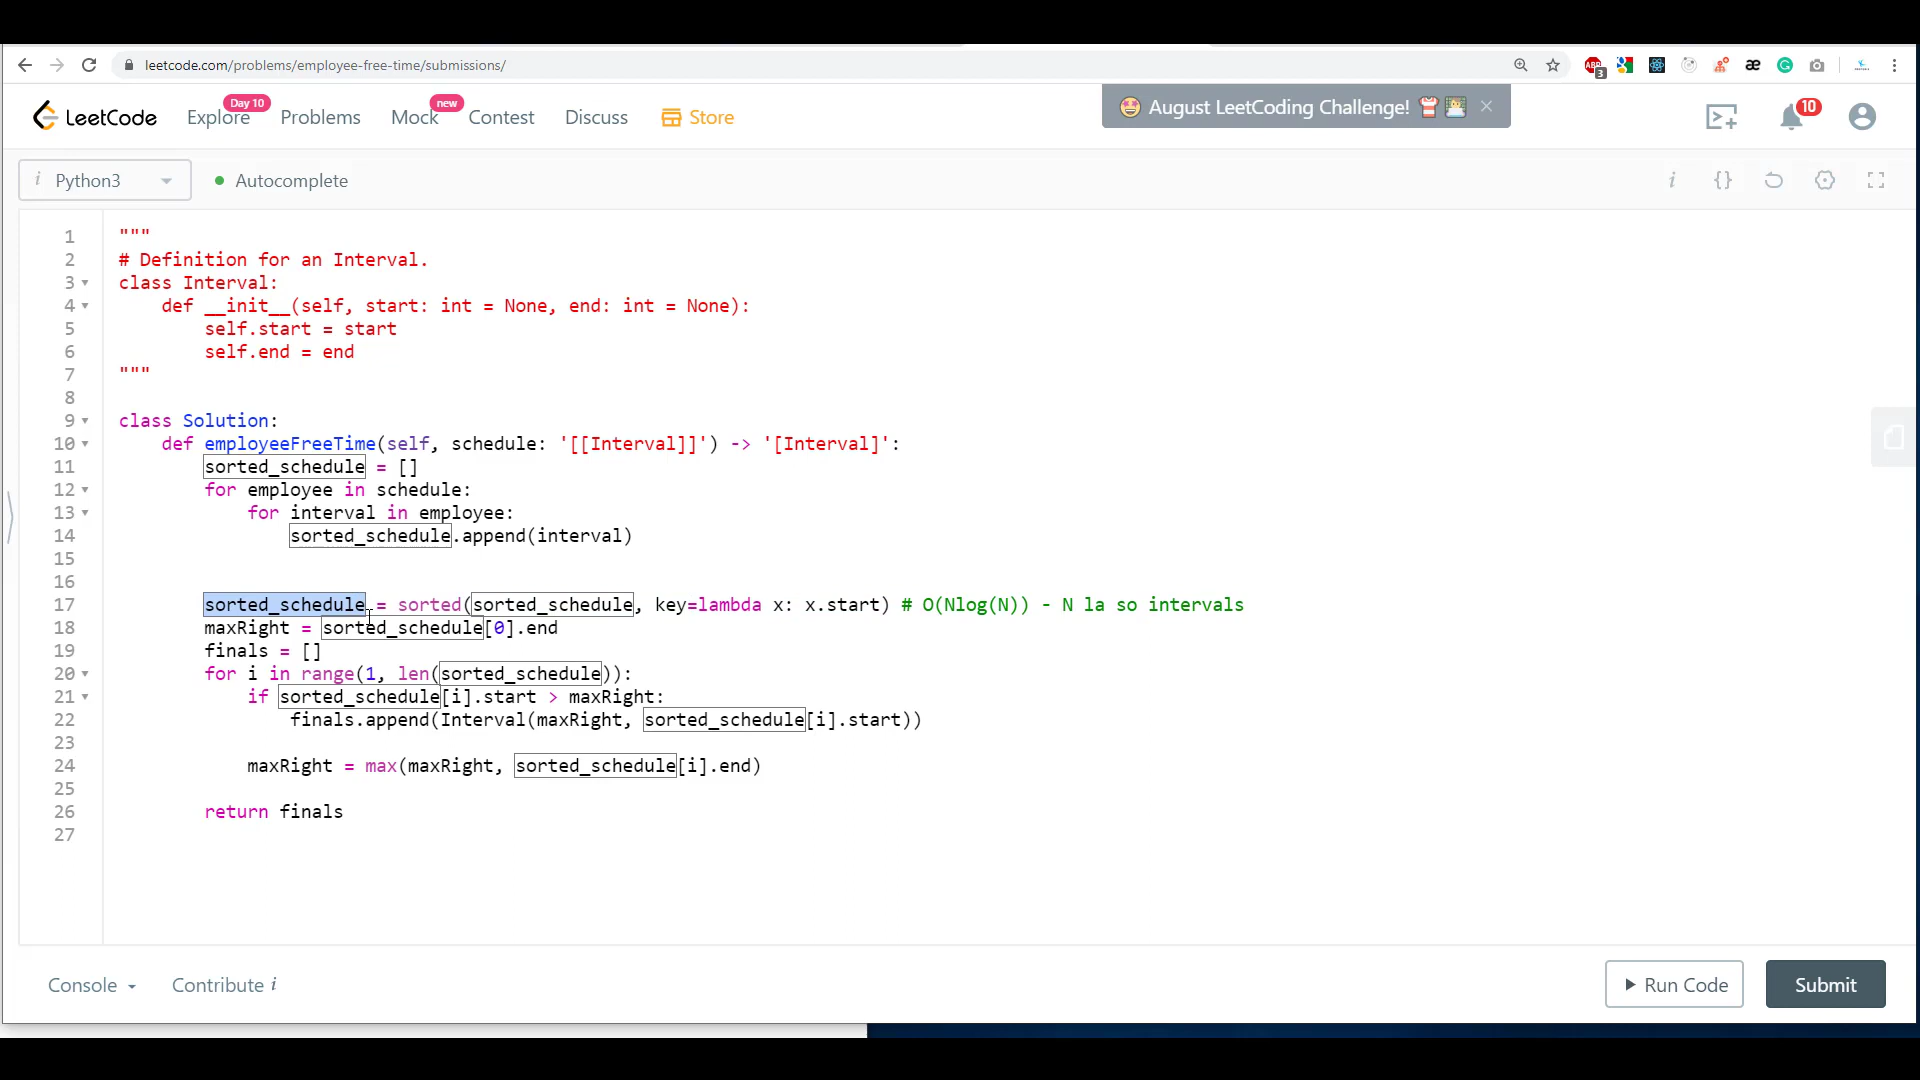 leetcode.com/problems/employee-free-time/submissions/
ABP
3
æ
LeetCode
Explore
Day 10
Problems
Mock
new
Contest
Discuss
Store
August LeetCoding Challenge!
10
i Python3
Autocomplete
i {}
1 """
2 # Definition for an Interval.
3 class Interval:
4 def __init__(self, start: int = None, end: int = None):
5 self.start = start
6 self.end = end
7 """
8
9 class Solution:
10 def employeeFreeTime(self, schedule: '[[Interval]]') -> '[Interval]':
11 sorted_schedule = []
12 for employee in schedule:
13 for interval in employee:
14 sorted_schedule.append(interval)
15
16
17 sorted_schedule = sorted(sorted_schedule, key=lambda x: x.start) # O(Nlog(N)) - N la so intervals
18 maxRight = sorted_schedule[0].end
19 finals = []
20 for i in range(1, len(sorted_schedule)):
21 if sorted_schedule[i].start > maxRight:
22 finals.append(Interval(maxRight, sorted_schedule[i].start))
23
24 maxRight = max(maxRight, sorted_schedule[i].end)
25
26 return finals
27
Console
Contribute i
Run Code
Submit